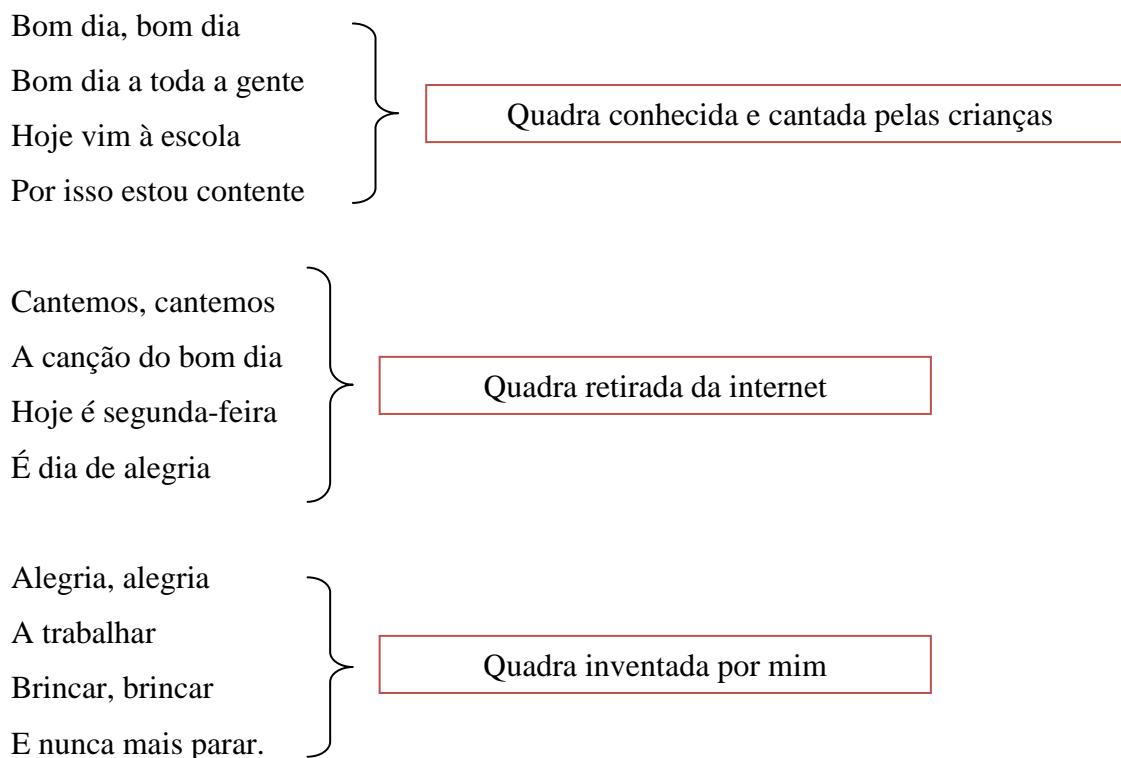 Bom dia, bom dia
Bom dia a toda a gente
Hoje vim à escola
Por isso estou contente
Quadra conhecida e cantada pelas crianças
Cantemos, cantemos
A canção do bom dia
Hoje é segunda-feira
É dia de alegria
Quadra retirada da internet
Alegria, alegria
A trabalhar
Brincar, brincar
E nunca mais parar.
Quadra inventada por mim